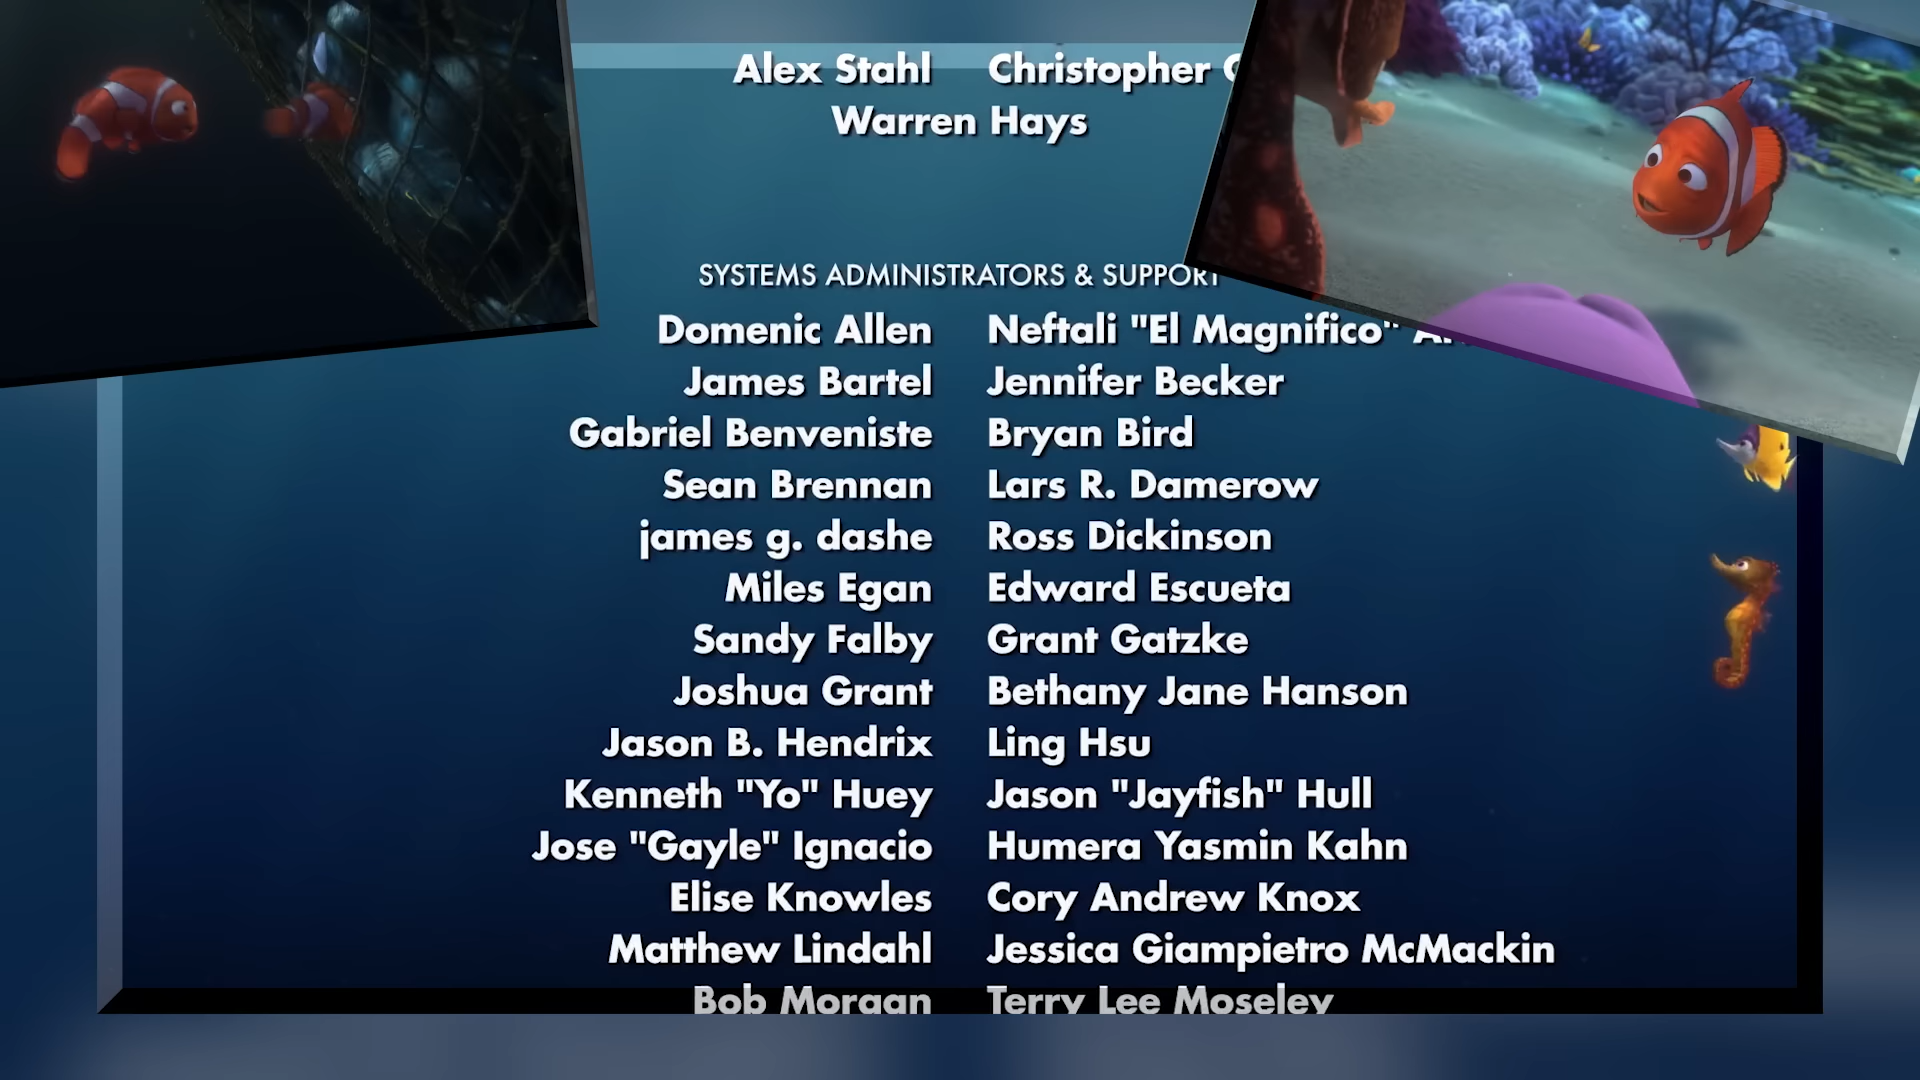 Alex Stahl Christopher
Warren Hays
SYSTEMS ADMINISTRATORS & SUPPORT
Domenic Allen Neftali "El Magnifico"
James Bartel Jennifer Becker
Gabriel Benveniste Bryan Bird
Sean Brennan Lars R. Damerow
james g. dashe Ross Dickinson
Miles Egan Edward Escueta
Sandy Falby Grant Gatzke
Joshua Grant Bethany Jane Hanson
Jason B. Hendrix Ling Hsu
Kenneth "Yo" Huey Jason "Jayfish" Hull
Jose "Gayle" Ignacio Humera Yasmin Kahn
Elise Knowles Cory Andrew Knox
Matthew Lindahl Jessica Giampietro McMackin
Bob Morgan Terry Lee Moseley